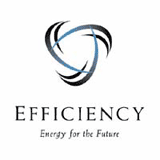 EFFICIENCY
Energy for the Future